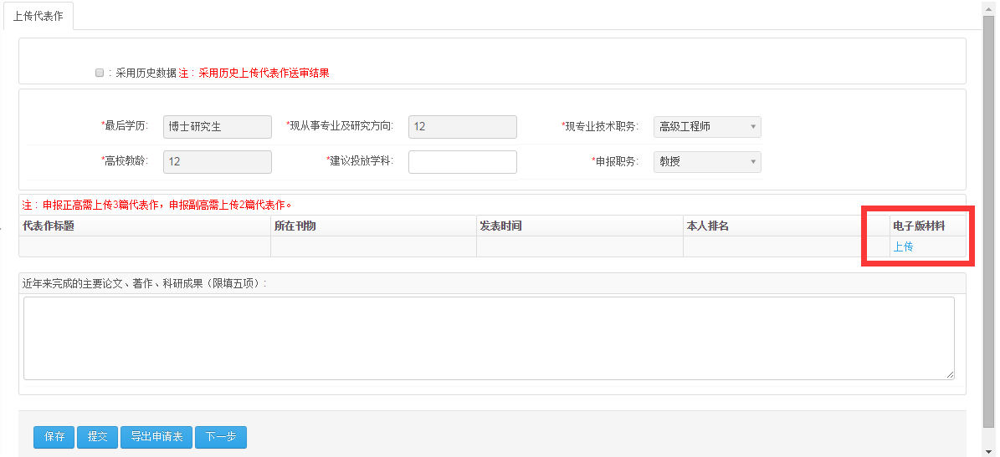 上传代表作
: 采用历史数据 注: 采用历史上传代表作送审结果
*最后学历: 博士研究生 *现从事专业及研究方向: 12 *现专业技术职务: 高级工程师
*高校教龄: 12 *建议投放学科: *申报职务: 教授
注: 申报正高需上传3篇代表作，申报副高需上传2篇代表作。
代表作标题 所在刊物 发表时间 本人排名 电子版材料
上传
近年来完成的主要论文、著作、科研成果（限填五项）:
保存 提交 导出申请表 下一步